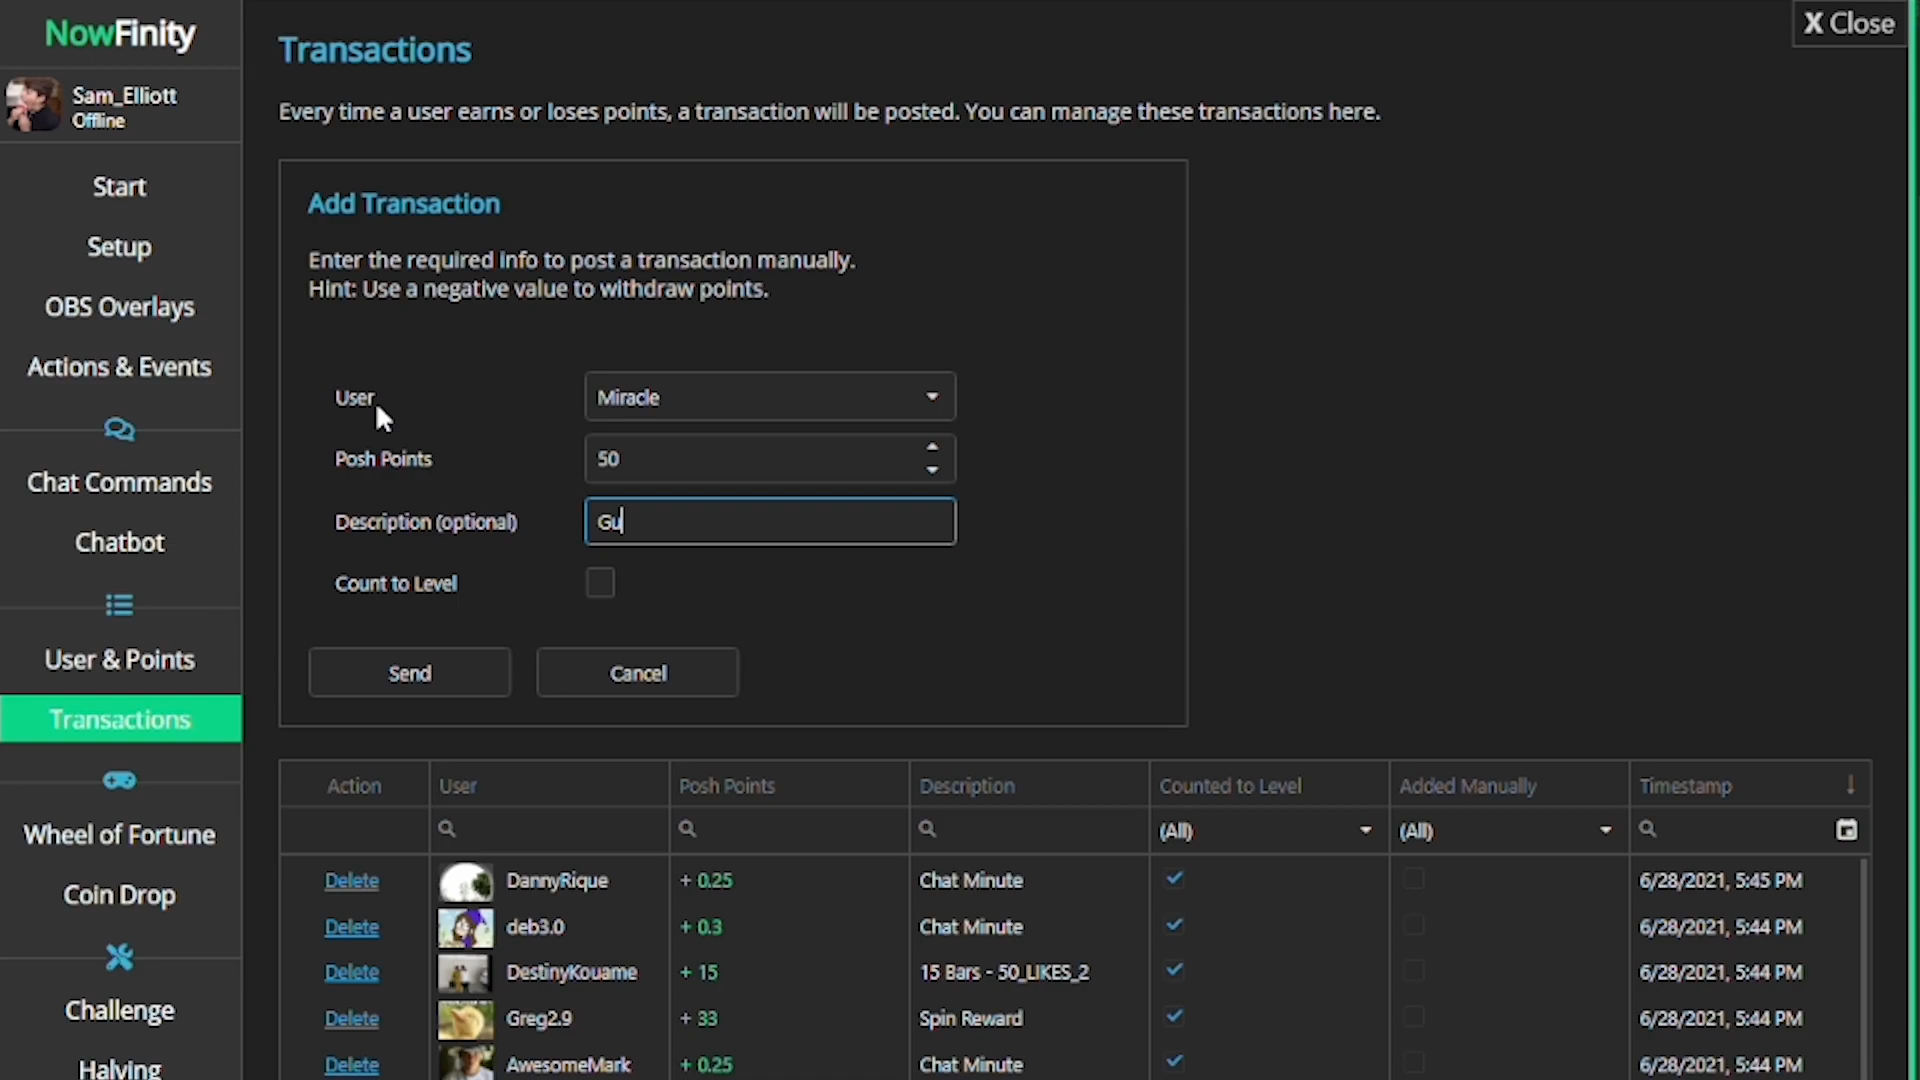 NowFinity
Sam_Elliott
Offline
Start
Setup
OBS Overlays
Actions & Events
Chat Commands
Chatbot
User & Points
Transactions
Wheel of Fortune
Coin Drop
Challenge
Halving
X Close
Transactions
Every time a user earns or loses points, a transaction will be posted. You can manage these transactions here.
Add Transaction
Enter the required info to post a transaction manually.
Hint: Use a negative value to withdraw points.
User Miracle
Posh Points 50
Description (optional) Gu
Count to Level
Send Cancel
Action User Posh Points Description Counted to Level Added Manually Timestamp
(All) (All)
Delete DannyRique + 0.25 Chat Minute 6/28/2021, 5:45 PM
Delete deb3.0 + 0.3 Chat Minute 6/28/2021, 5:44 PM
Delete DestinyKouame + 15 15 Bars - 50_LIKES_2 6/28/2021, 5:44 PM
Delete Greg2.9 + 33 Spin Reward 6/28/2021, 5:44 PM
Delete AwesomeMark + 0.25 Chat Minute 6/28/2021, 5:44 PM